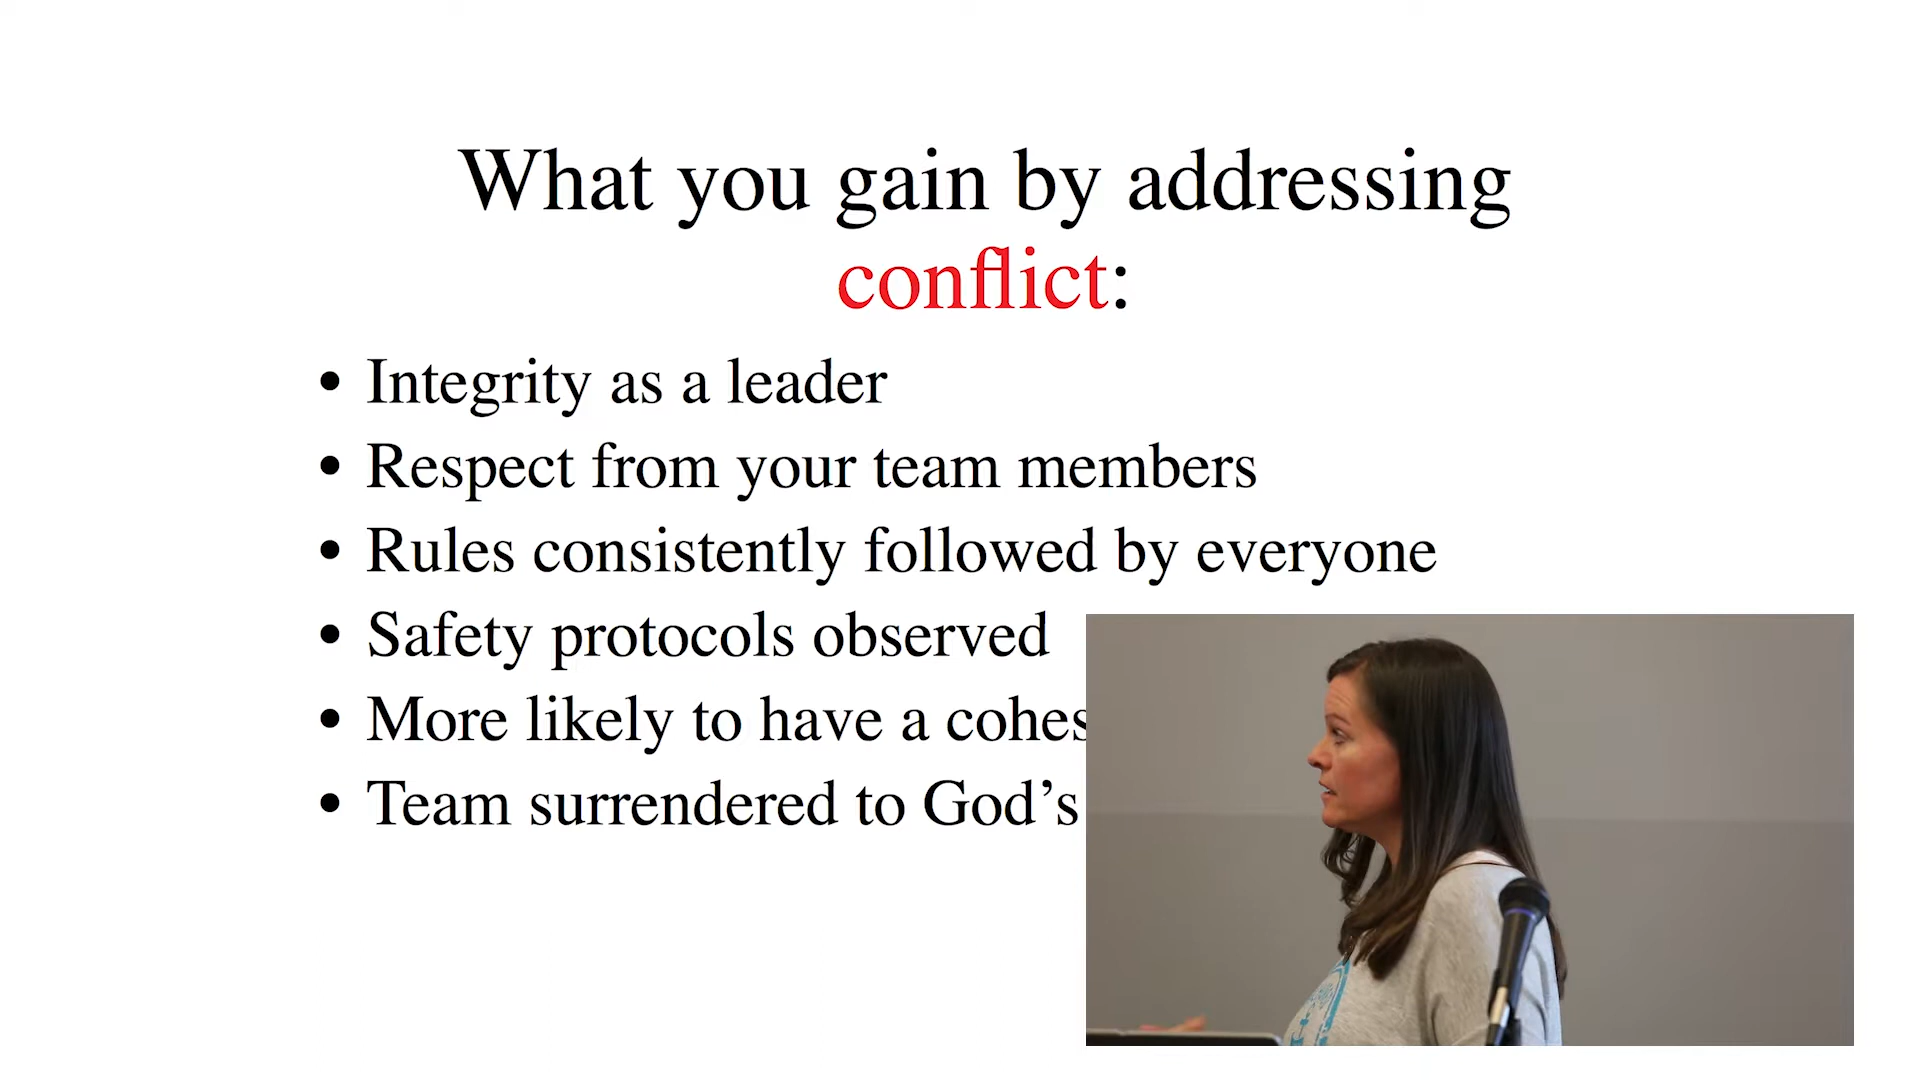 What you gain by addressing
conflict:
• Integrity as a leader
• Respect from your team members
• Rules consistently followed by everyone
• Safety protocols observed
• More likely to have a cohes
• Team surrendered to God’s